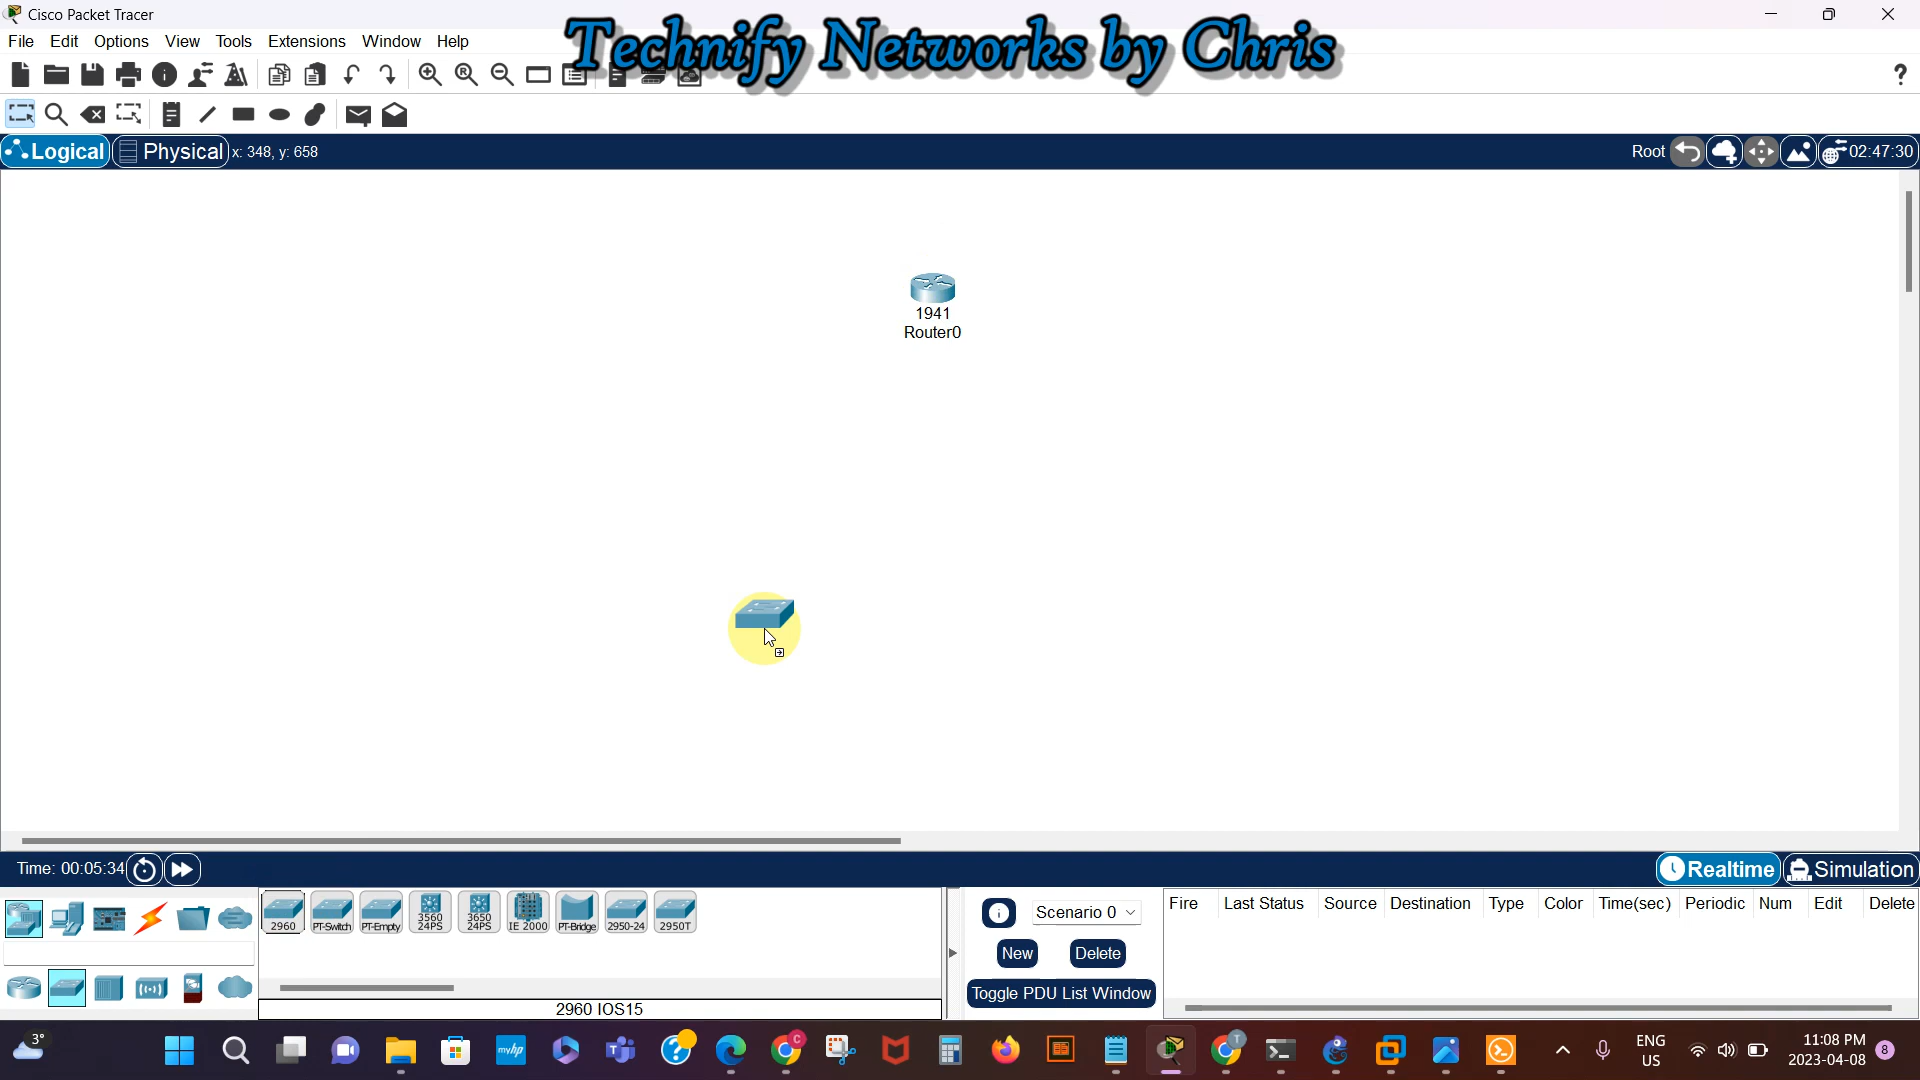 Cisco Packet Tracer
Technify Networks by Chris
File Edit Options View Tools Extensions Window Help
?
Logical Physical x: 348, y: 658 Root 02:47:30
1941
Router0
Time: 00:05:34 Realtime Simulation
2960 PT-Switch PT-Empty 3560 24PS 3650 24PS IE 2000 PT-Bridge 2950-24 2950T
Scenario 0
New Delete
Toggle PDU List Window
Fire Last Status Source Destination Type Color Time(sec) Periodic Num Edit Delete
2960 IOS15
3°
myhp
C
T
ENG
US
11:08 PM
2023-04-08
8